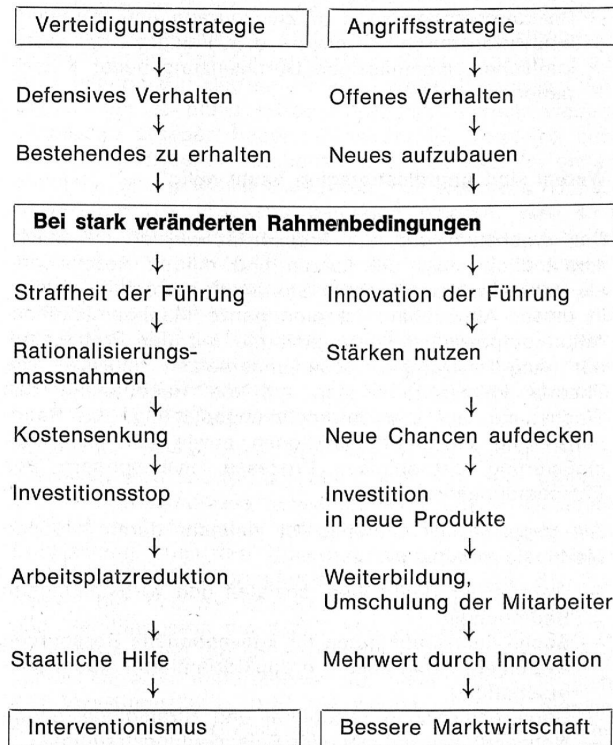 Verteidigungsstrategie
Defensives Verhalten
Bestehendes zu erhalten
Angriffsstrategie
Offenes Verhalten
Neues aufzubauen
Bei stark veränderten Rahmenbedingungen
Straffheit der Führung
Rationalisierungs-
massnahmen
Kostensenkung
Investitionsstop
Arbeitsplatzreduktion
Staatliche Hilfe
Interventionismus
Innovation der Führung
Stärken nutzen
Neue Chancen aufdecken
Investition
in neue Produkte
Weiterbildung,
Umschulung der Mitarbeiter
Mehrwert durch Innovation
Bessere Marktwirtschaft